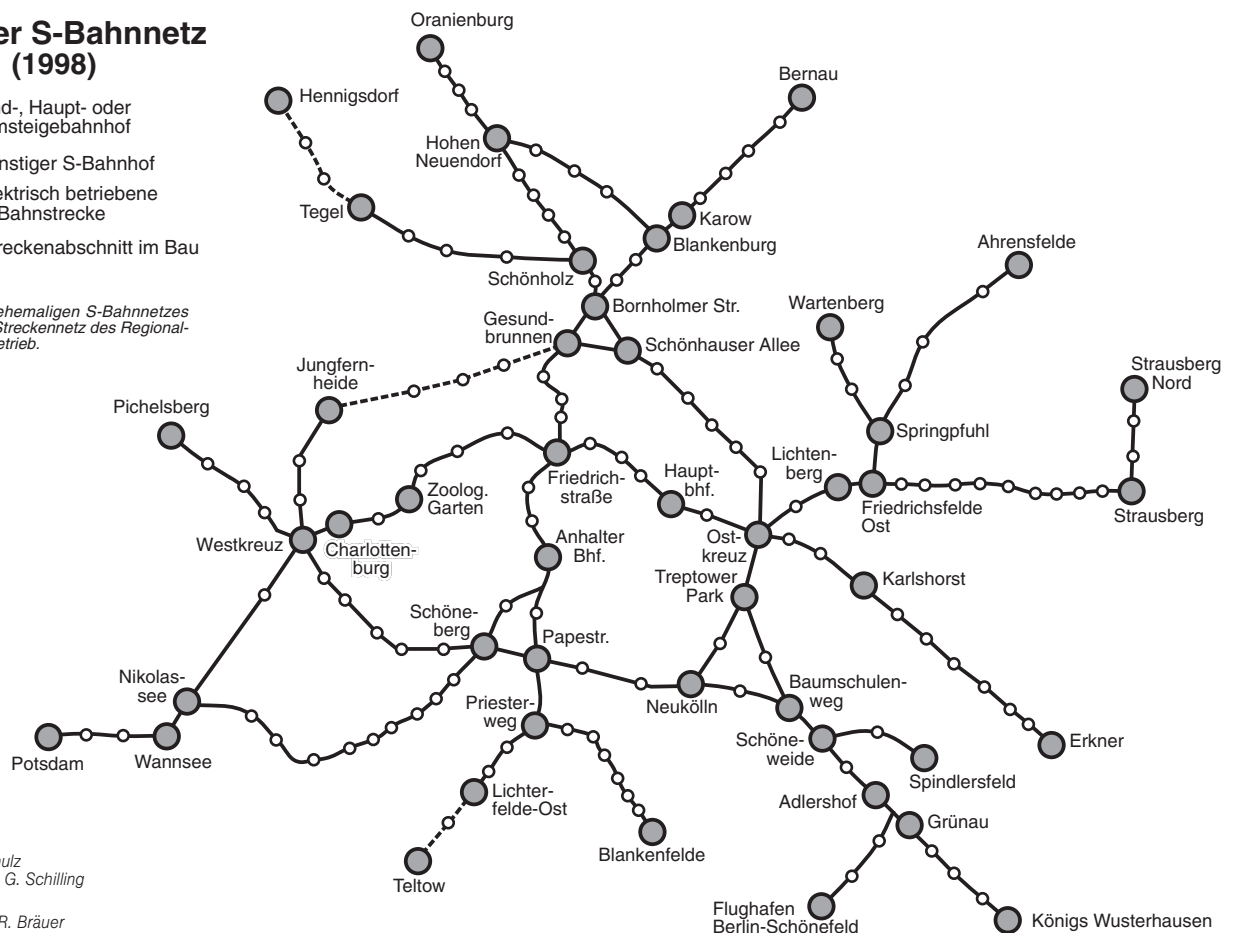 er S-Bahnnetz
(1998)
nd-, Haupt- oder
msteigebahnhof
nstiger S-Bahnhof
ektrisch betriebene
Bahnstrecke
reckenabschnitt im Bau
ehemaligen S-Bahnnetzes
Streckennetz des Regional-
etrieb.
Oranienburg
Hennigsdorf
Bernau
Hohen
Neuendorf
Tegel
Karow
Blankenburg
Schönholz
Ahrensfelde
Bornholmer Str.
Wartenberg
Gesund-
brunnen
Schönhauser Allee
Jungfern-
heide
Strausberg
Nord
Pichelsberg
Springpfuhl
Lichten-
berg
Friedrich-
straße
Haupt-
bhf.
Zoolog.
Garten
Friedrichsfelde
Ost
Strausberg
Westkreuz
Charlotten-
burg
Anhalter
Bhf.
Ost-
kreuz
Treptower
Park
Karlshorst
Schöne-
berg
Papestr.
Nikolas-
see
Baumschulen-
weg
Neukölln
Priester-
weg
Schöne-
weide
Erkner
Potsdam
Wannsee
Spindlersfeld
Lichter-
felde-Ost
Adlershof
Grünau
Blankenfelde
Teltow
ulz
G. Schilling
R. Bräuer
Flughafen
Berlin-Schönefeld
Königs Wusterhausen